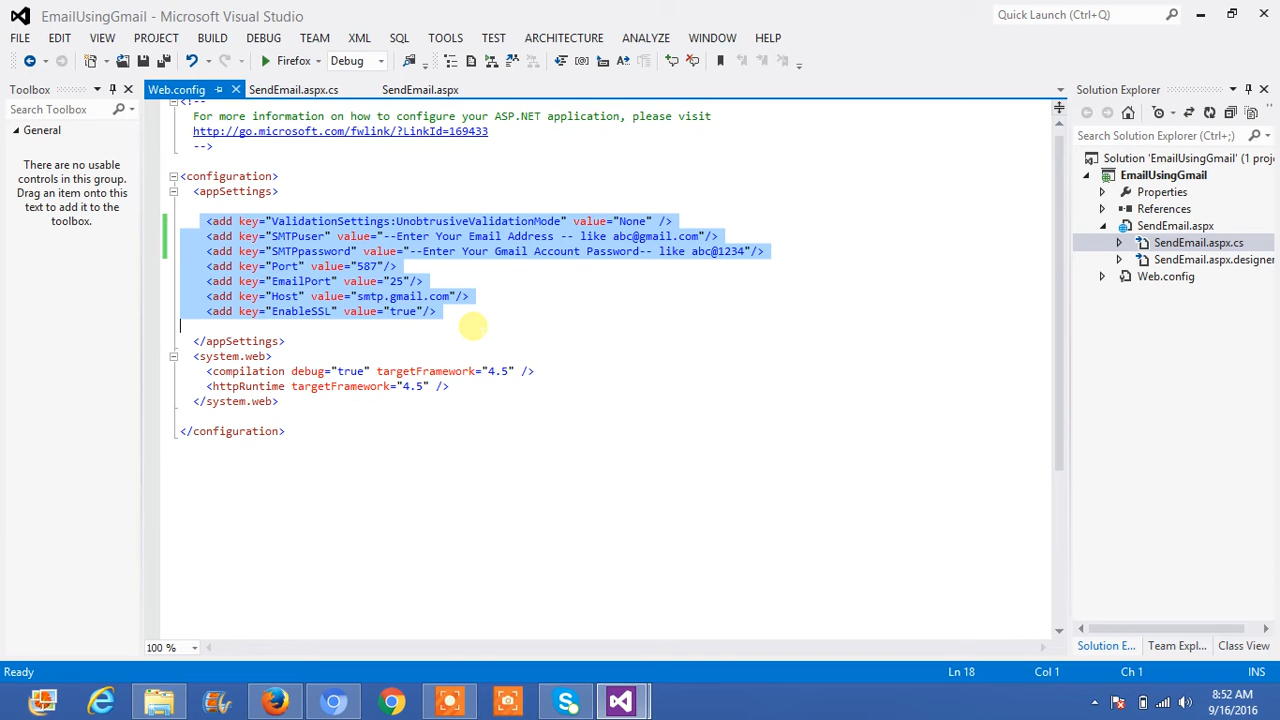 EmailUsingGmail - Microsoft Visual Studio
Quick Launch (Ctrl+Q)
FILE EDIT VIEW PROJECT BUILD DEBUG TEAM XML SQL TOOLS TEST ARCHITECTURE ANALYZE WINDOW HELP
Firefox Debug
Toolbox
Search Toolbox
General
There are no usable
controls in this group.
Drag an item onto this
text to add it to the
toolbox.
Web.config SendEmail.aspx.cs SendEmail.aspx
<!--
For more information on how to configure your ASP.NET application, please visit
http://go.microsoft.com/fwlink/?LinkId=169433
-->
<configuration>
<appSettings>
<add key="ValidationSettings:UnobtrusiveValidationMode" value="None" />
<add key="SMTPuser" value="--Enter Your Email Address -- like abc@gmail.com"/>
<add key="SMTPpassword" value="--Enter Your Gmail Account Password-- like abc@1234"/>
<add key="Port" value="587"/>
<add key="EmailPort" value="25"/>
<add key="Host" value="smtp.gmail.com"/>
<add key="EnableSSL" value="true"/>
</appSettings>
<system.web>
<compilation debug="true" targetFramework="4.5" />
<httpRuntime targetFramework="4.5" />
</system.web>
</configuration>
100 %
Solution Explorer
Search Solution Explorer (Ctrl+;)
Solution 'EmailUsingGmail' (1 proj
EmailUsingGmail
Properties
References
SendEmail.aspx
SendEmail.aspx.cs
SendEmail.aspx.designer
Web.config
Solution E... Team Expl... Class View
Ready
Ln 18 Col 1 Ch 1 INS
8:52 AM
9/16/2016